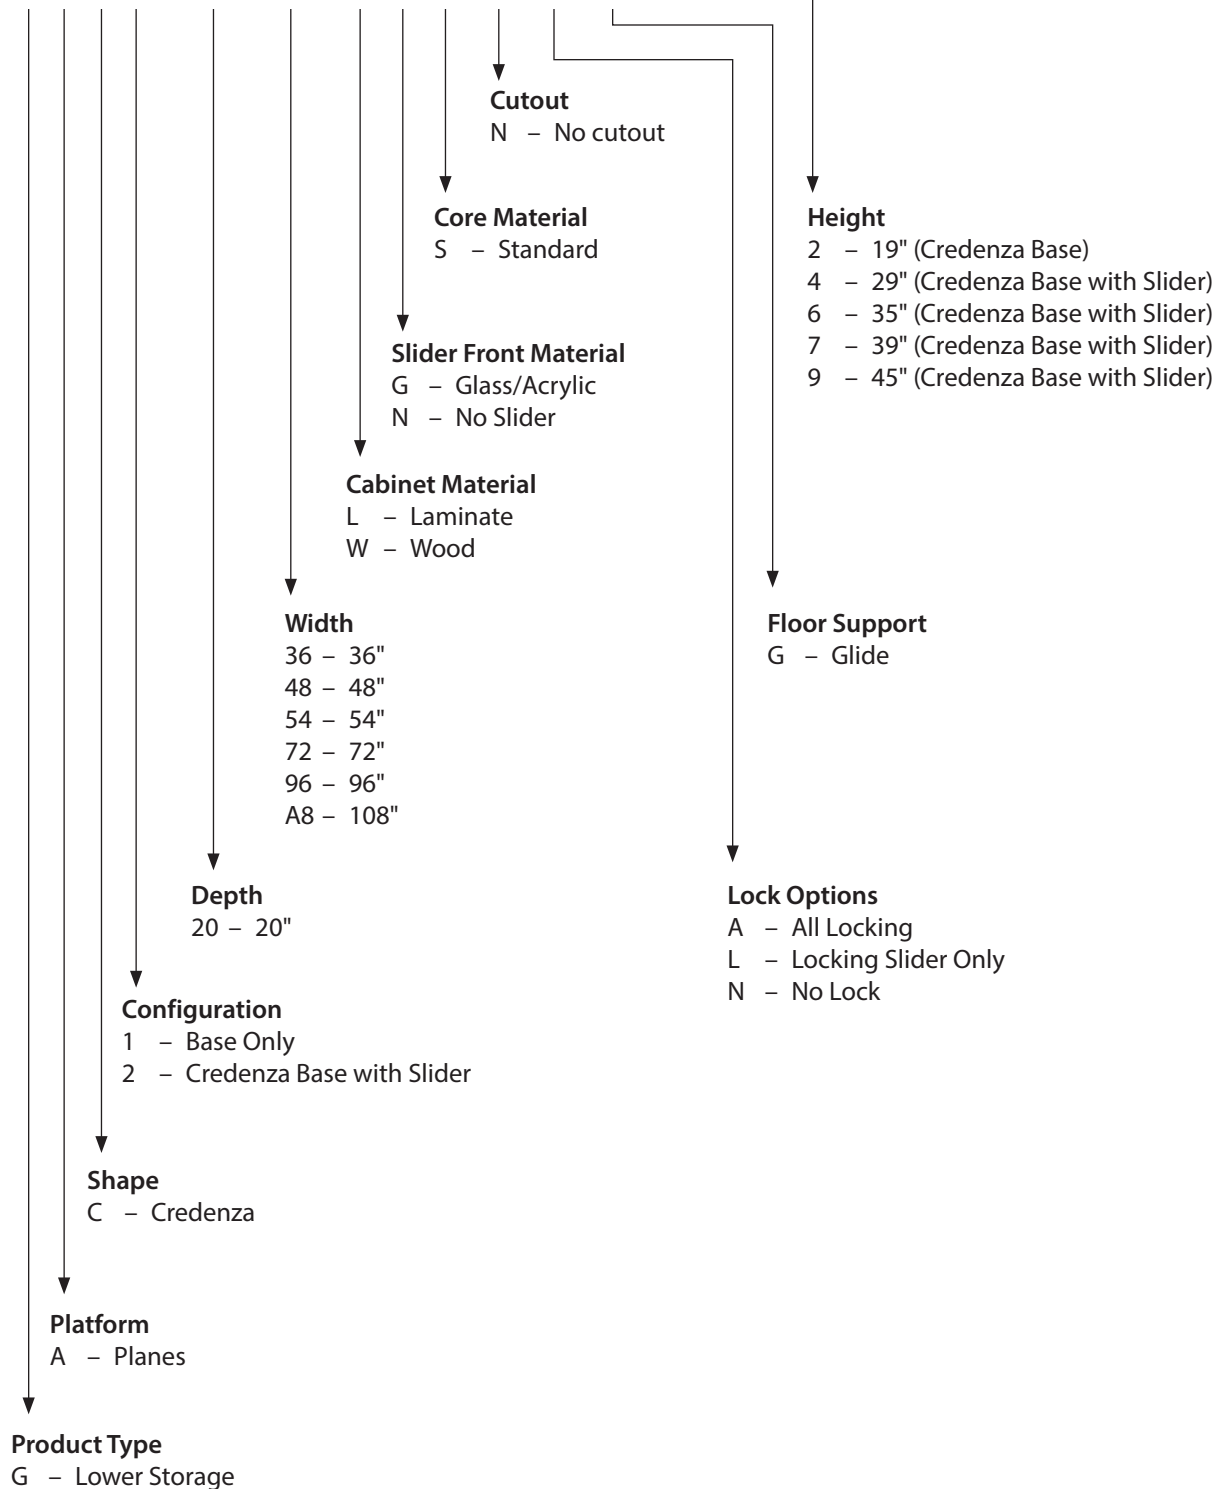 Cutout
N – No cutout
Core Material
S – Standard
Height
2 – 19" (Credenza Base)
4 – 29" (Credenza Base with Slider)
6 – 35" (Credenza Base with Slider)
7 – 39" (Credenza Base with Slider)
9 – 45" (Credenza Base with Slider)
Slider Front Material
G – Glass/Acrylic
N – No Slider
Cabinet Material
L – Laminate
W – Wood
Width
36 – 36"
48 – 48"
54 – 54"
72 – 72"
96 – 96"
A8 – 108"
Floor Support
G – Glide
Depth
20 – 20"
Lock Options
A – All Locking
L – Locking Slider Only
N – No Lock
Configuration
1 – Base Only
2 – Credenza Base with Slider
Shape
C – Credenza
Platform
A – Planes
Product Type
G – Lower Storage